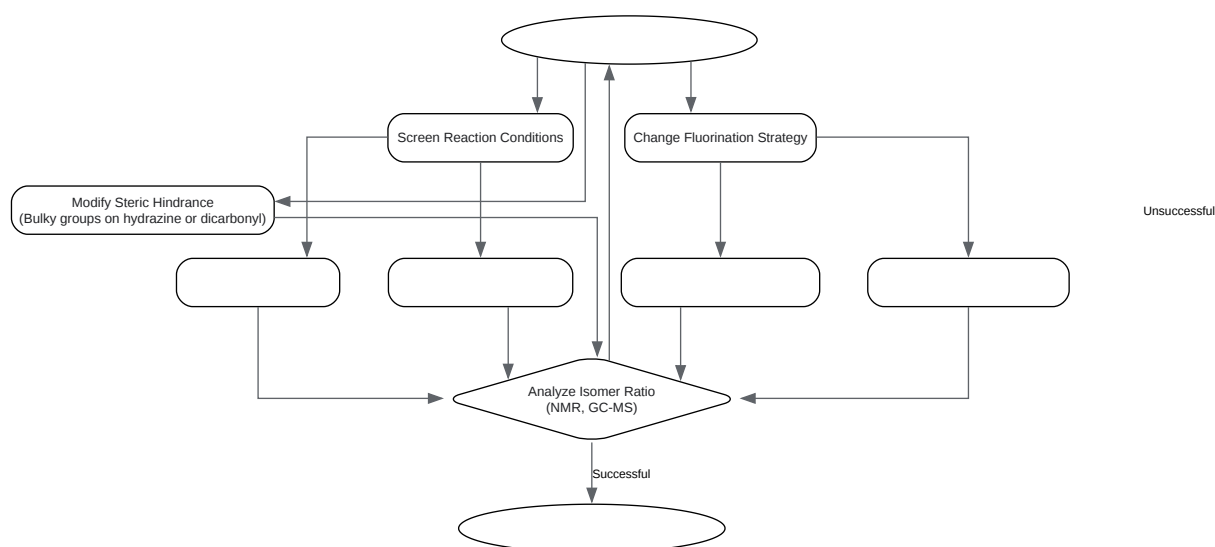 Screen Reaction Conditions
Change Fluorination Strategy
Modify Steric Hindrance
(Bulky groups on hydrazine or dicarbonyl)
Unsuccessful
Analyze Isomer Ratio
(NMR, GC-MS)
Successful